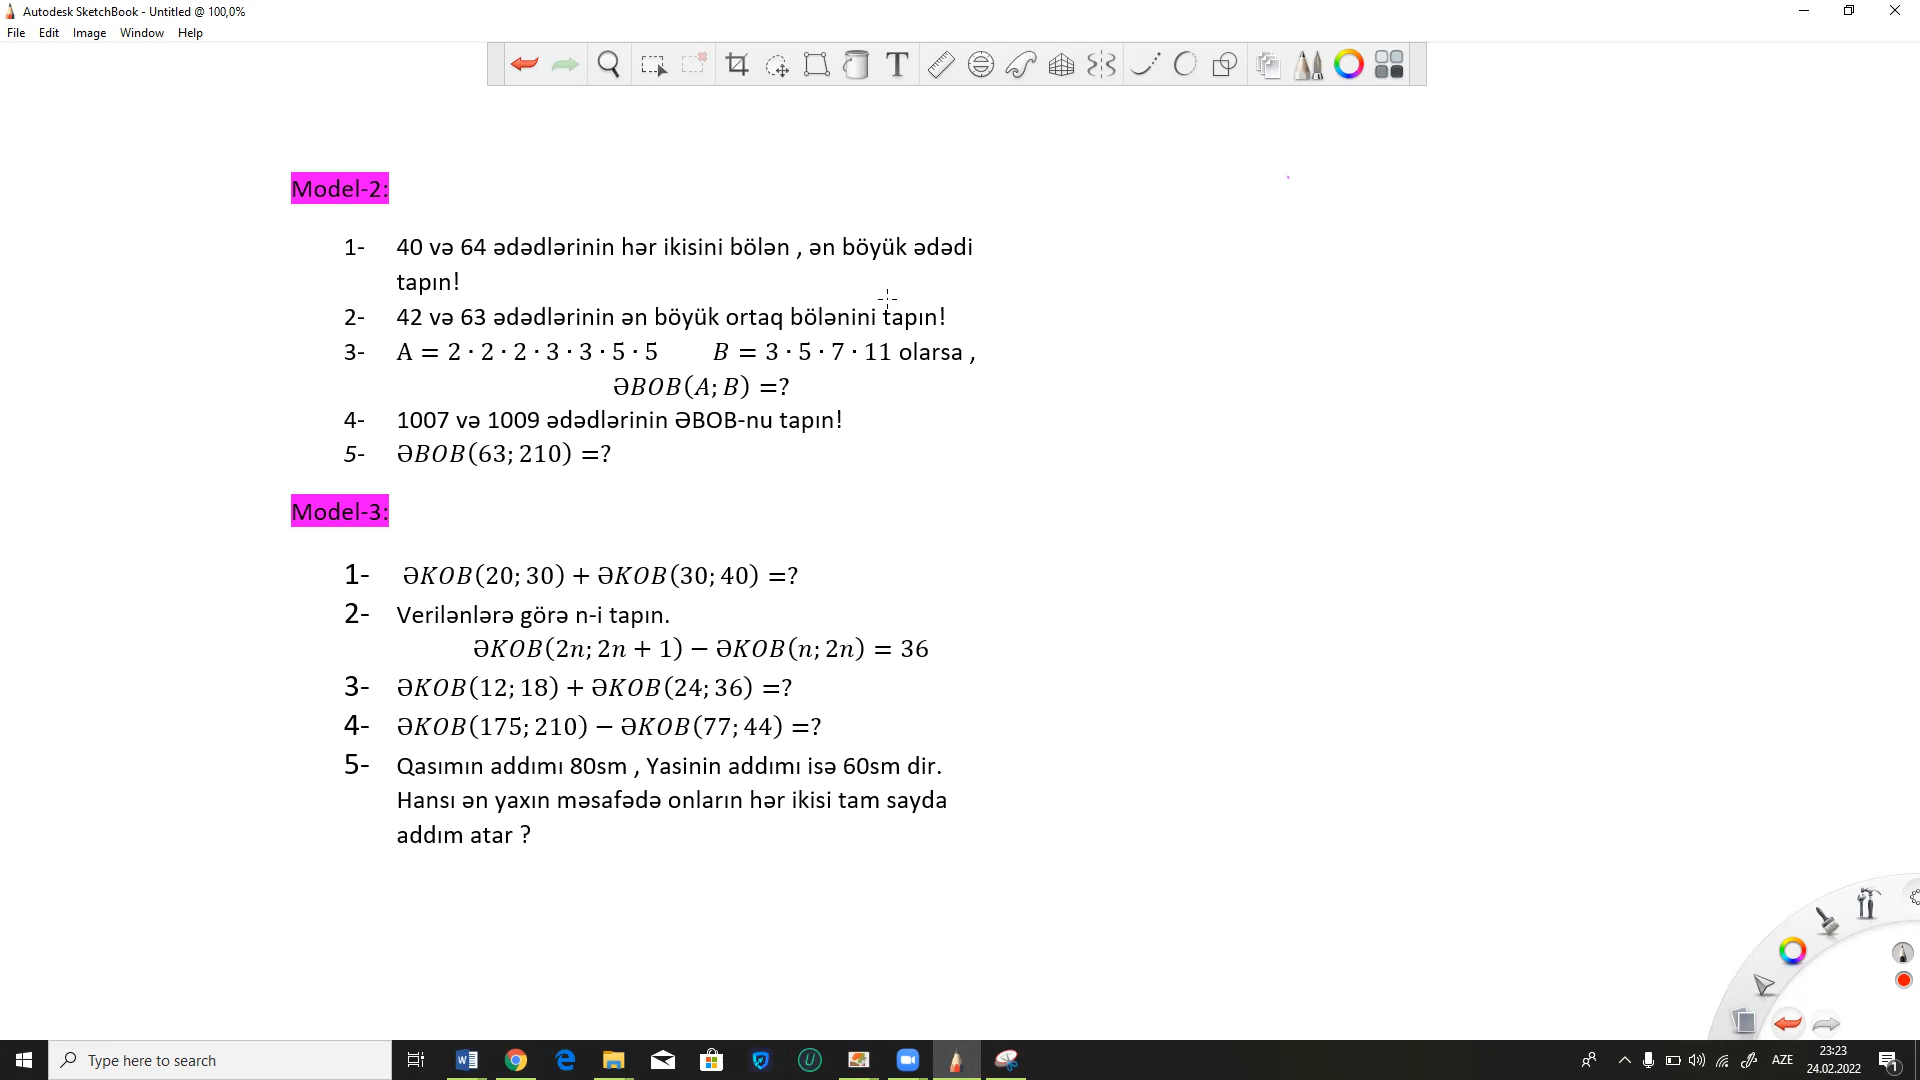 Autodesk SketchBook - Untitled @ 100,0%
File Edit Image Window Help
T
Model-2:
1- 40 və 64 ədədlərinin hər ikisini bölən , ən böyük ədədi
tapın!
2- 42 və 63 ədədlərinin ən böyük ortaq bölənini tapın!
3- A = 2 · 2 · 2 · 3 · 3 · 5 · 5 B = 3 · 5 · 7 · 11 olarsa ,
ƏBOB(A; B) =?
4- 1007 və 1009 ədədlərinin ƏBOB-nu tapın!
5- ƏBOB(63; 210) =?
Model-3:
1- ƏKOB(20; 30) + ƏKOB(30; 40) =?
2- Verilənlərə görə n-i tapın.
ƏKOB(2n; 2n + 1) − ƏKOB(n; 2n) = 36
3- ƏKOB(12; 18) + ƏKOB(24; 36) =?
4- ƏKOB(175; 210) − ƏKOB(77; 44) =?
5- Qasımın addımı 80sm , Yasinin addımı isə 60sm dir.
Hansı ən yaxın məsafədə onların hər ikisi tam sayda
addım atar ?
Type here to search
AZE
23:23
24.02.2022
1